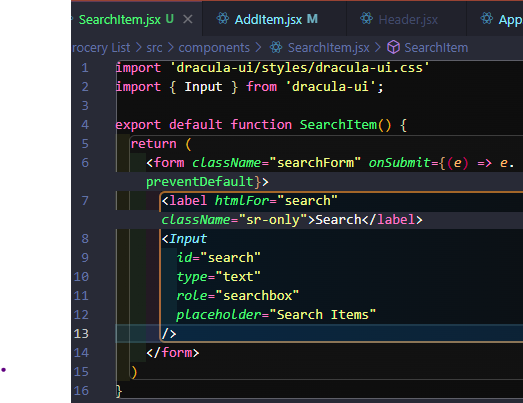 SearchItem.jsx U × AddItem.jsx M Header.jsx App
rocery List > src > components > SearchItem.jsx > SearchItem
1 import 'dracula-ui/styles/dracula-ui.css'
2 import { Input } from 'dracula-ui';
3
4 export default function SearchItem() {
5 return (
6 <form className="searchForm" onSubmit={(e) => e.
preventDefault}>
7 <label htmlFor="search"
className="sr-only">Search</label>
8 <Input
9 id="search"
10 type="text"
11 role="searchbox"
12 placeholder="Search Items"
13 />
14 </form>
15 )
16 }